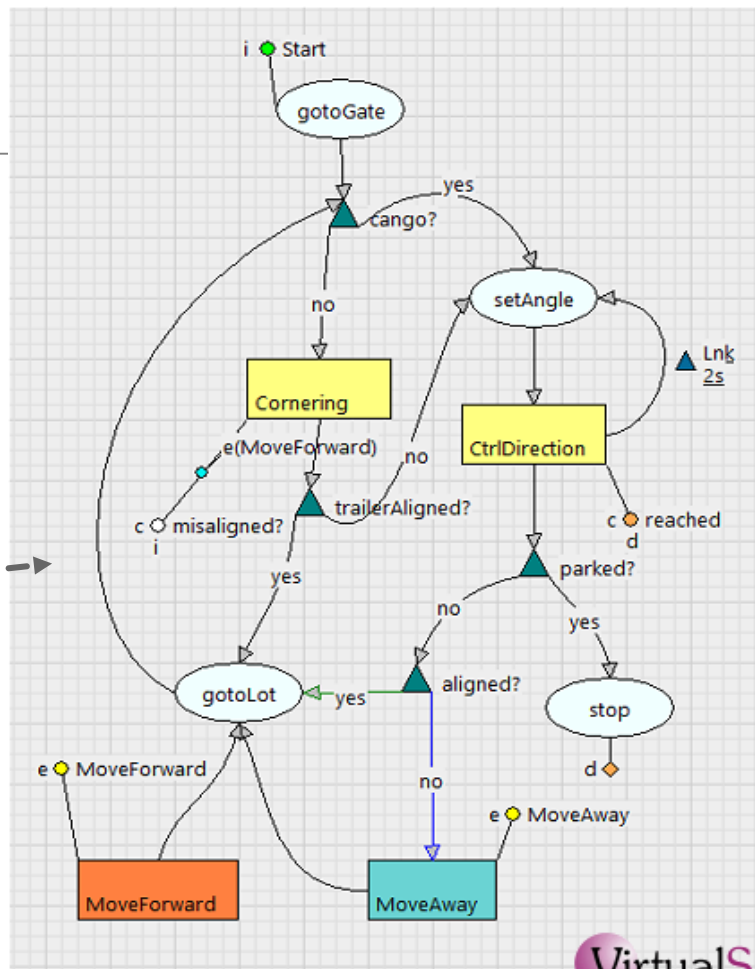 i Start
gotoGate
yes
cango?
setAngle
no
Lnk
2s
Cornering
CtrlDirection
e(MoveForward)
no
trailerAligned?
c misaligned?
i
c reached
d
parked?
yes
no
yes
gotoLot
yes
aligned?
stop
e MoveForward
no
d
e MoveAway
MoveForward
MoveAway
VirtualS